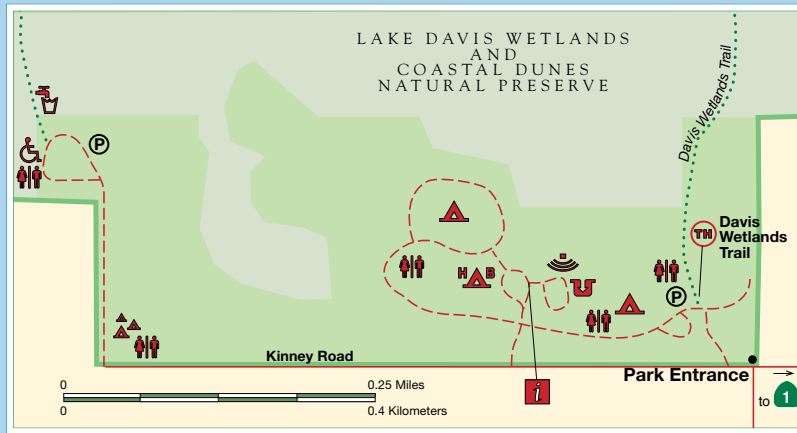 LAKE DAVIS WETLANDS
AND
COASTAL DUNES
NATURAL PRESERVE
Davis Wetlands Trail
P
TH
Davis
Wetlands
Trail
H B
P
Kinney Road
Park Entrance
0
0.25 Miles
0
0.4 Kilometers
i
to 1